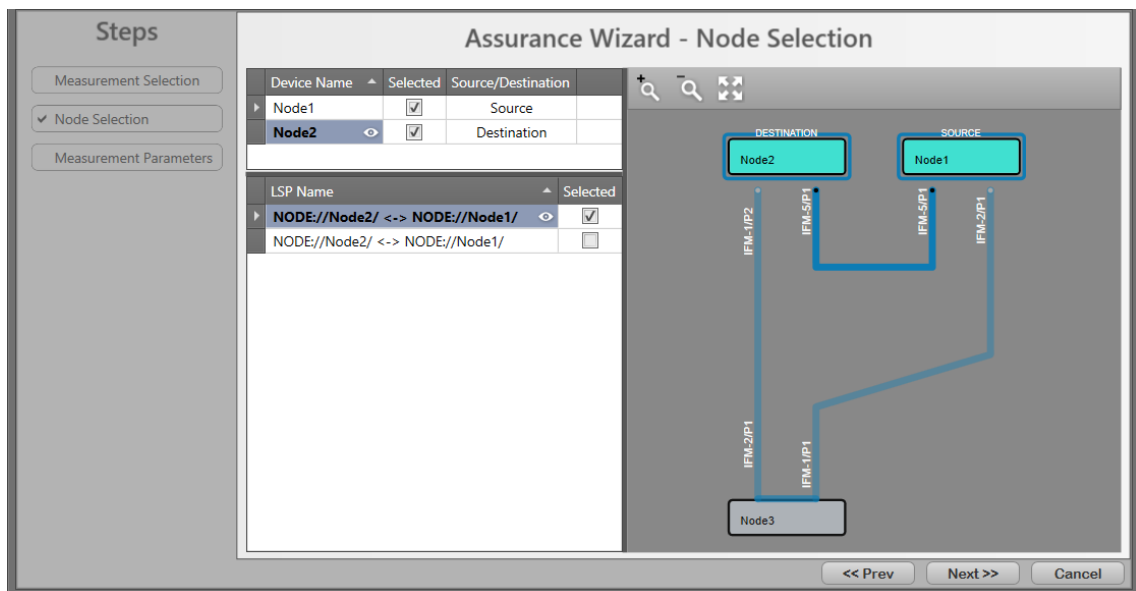 Steps
Measurement Selection
Node Selection
Measurement Parameters
Assurance Wizard - Node Selection
Device Name Selected Source/Destination
Node1 Source
Node2 Destination
LSP Name Selected
NODE://Node2/ <-> NODE://Node1/
NODE://Node2/ <-> NODE://Node1/
DESTINATION SOURCE
Node2 Node1
IFM-1/P2 IFM-5/P1 IFM-5/P1 IFM-2/P1
IFM-2/P1 IFM-1/P1
Node3
<< Prev Next >> Cancel